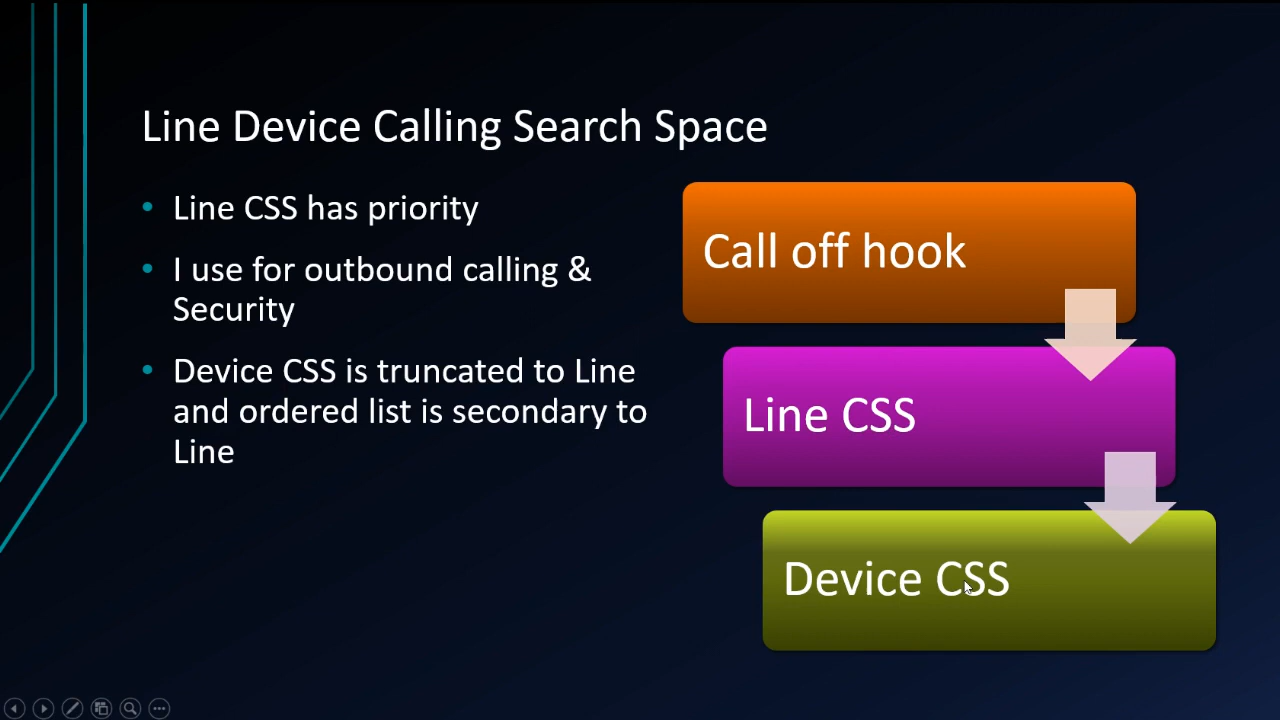 Line Device Calling Search Space
• Line CSS has priority
• I use for outbound calling &
Security
• Device CSS is truncated to Line
and ordered list is secondary to
Line
Call off hook
Line CSS
Device CSS